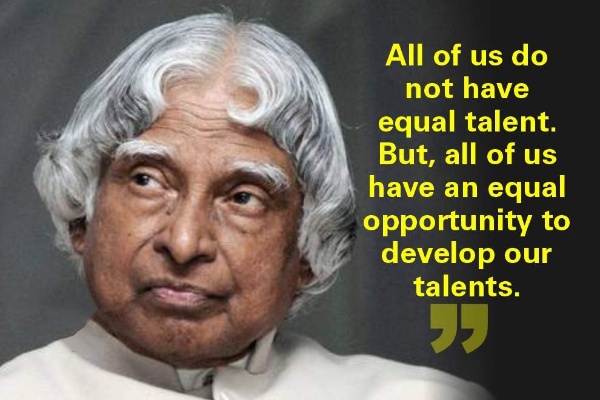 All of us do
not have
equal talent.
But, all of us
have an equal
opportunity to
develop our
talents.
”